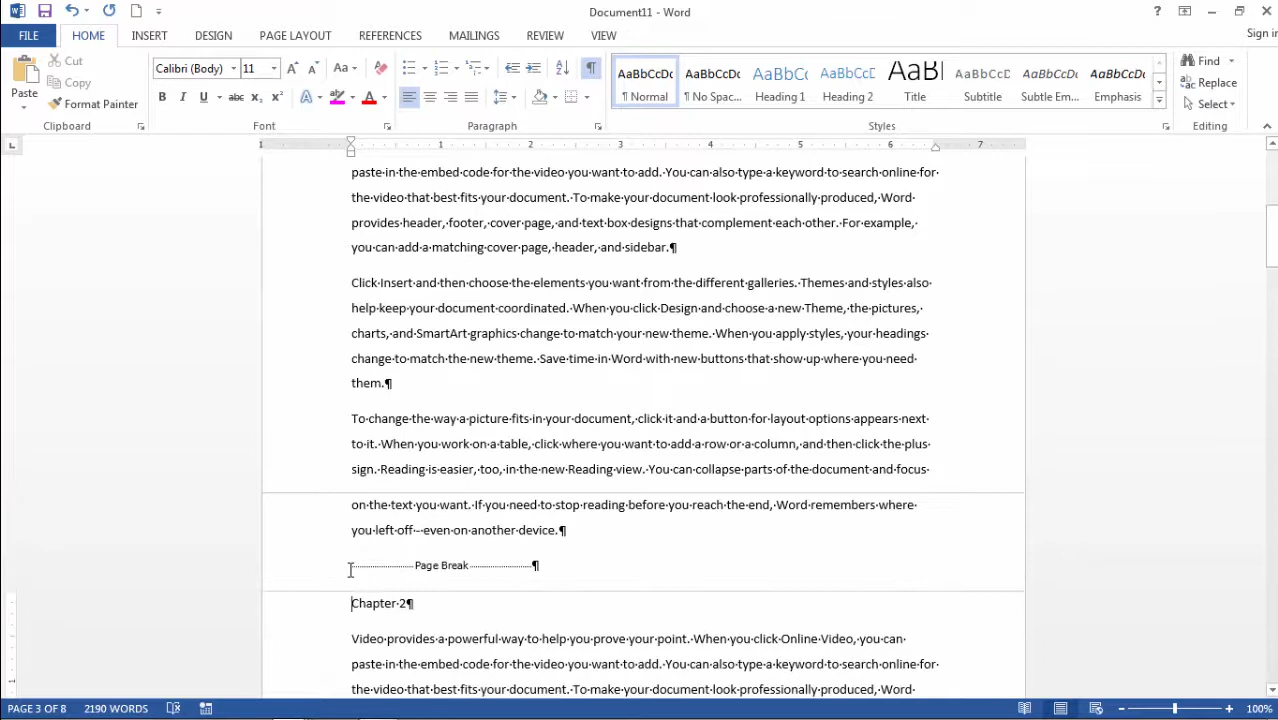 Document11 - Word
?
Sign in
FILE HOME INSERT DESIGN PAGE LAYOUT REFERENCES MAILINGS REVIEW VIEW
Paste
Cut
Copy
Format Painter
Clipboard
Calibri (Body) 11
Aa
B I U abc x₂ x²
A ab A
Font
Paragraph
AaBbCcDc
¶ Normal
AaBbCcDc
¶ No Spac...
AaBbCc
Heading 1
AaBbCcC
Heading 2
AaBl
Title
AaBbCcD
Subtitle
AaBbCcDc
Subtle Em...
AaBbCcDc
Emphasis
Styles
Find
Replace
Select
Editing
1 1 2 3 4 5 6 7
paste·in·the·embed·code·for·the·video·you·want·to·add.·You·can·also·type·a·keyword·to·search·online·for·
the·video·that·best·fits·your·document.·To·make·your·document·look·professionally·produced,·Word·
provides·header,·footer,·cover·page,·and·text·box·designs·that·complement·each·other.·For·example,·
you·can·add·a·matching·cover·page,·header,·and·sidebar.¶
Click·Insert·and·then·choose·the·elements·you·want·from·the·different·galleries.·Themes·and·styles·also·
help·keep·your·document·coordinated.·When·you·click·Design·and·choose·a·new·Theme,·the·pictures,·
charts,·and·SmartArt·graphics·change·to·match·your·new·theme.·When·you·apply·styles,·your·headings·
change·to·match·the·new·theme.·Save·time·in·Word·with·new·buttons·that·show·up·where·you·need·
them.¶
To·change·the·way·a·picture·fits·in·your·document,·click·it·and·a·button·for·layout·options·appears·next·
to·it.·When·you·work·on·a·table,·click·where·you·want·to·add·a·row·or·a·column,·and·then·click·the·plus·
sign.·Reading·is·easier,·too,·in·the·new·Reading·view.·You·can·collapse·parts·of·the·document·and·focus·
on·the·text·you·want.·If·you·need·to·stop·reading·before·you·reach·the·end,·Word·remembers·where·
you·left·off·-·even·on·another·device.¶
Page Break ¶
Chapter·2¶
Video·provides·a·powerful·way·to·help·you·prove·your·point.·When·you·click·Online·Video,·you·can·
paste·in·the·embed·code·for·the·video·you·want·to·add.·You·can·also·type·a·keyword·to·search·online·for·
the·video·that·best·fits·your·document.·To·make·your·document·look·professionally·produced,·Word·
PAGE 3 OF 8 2190 WORDS
100%